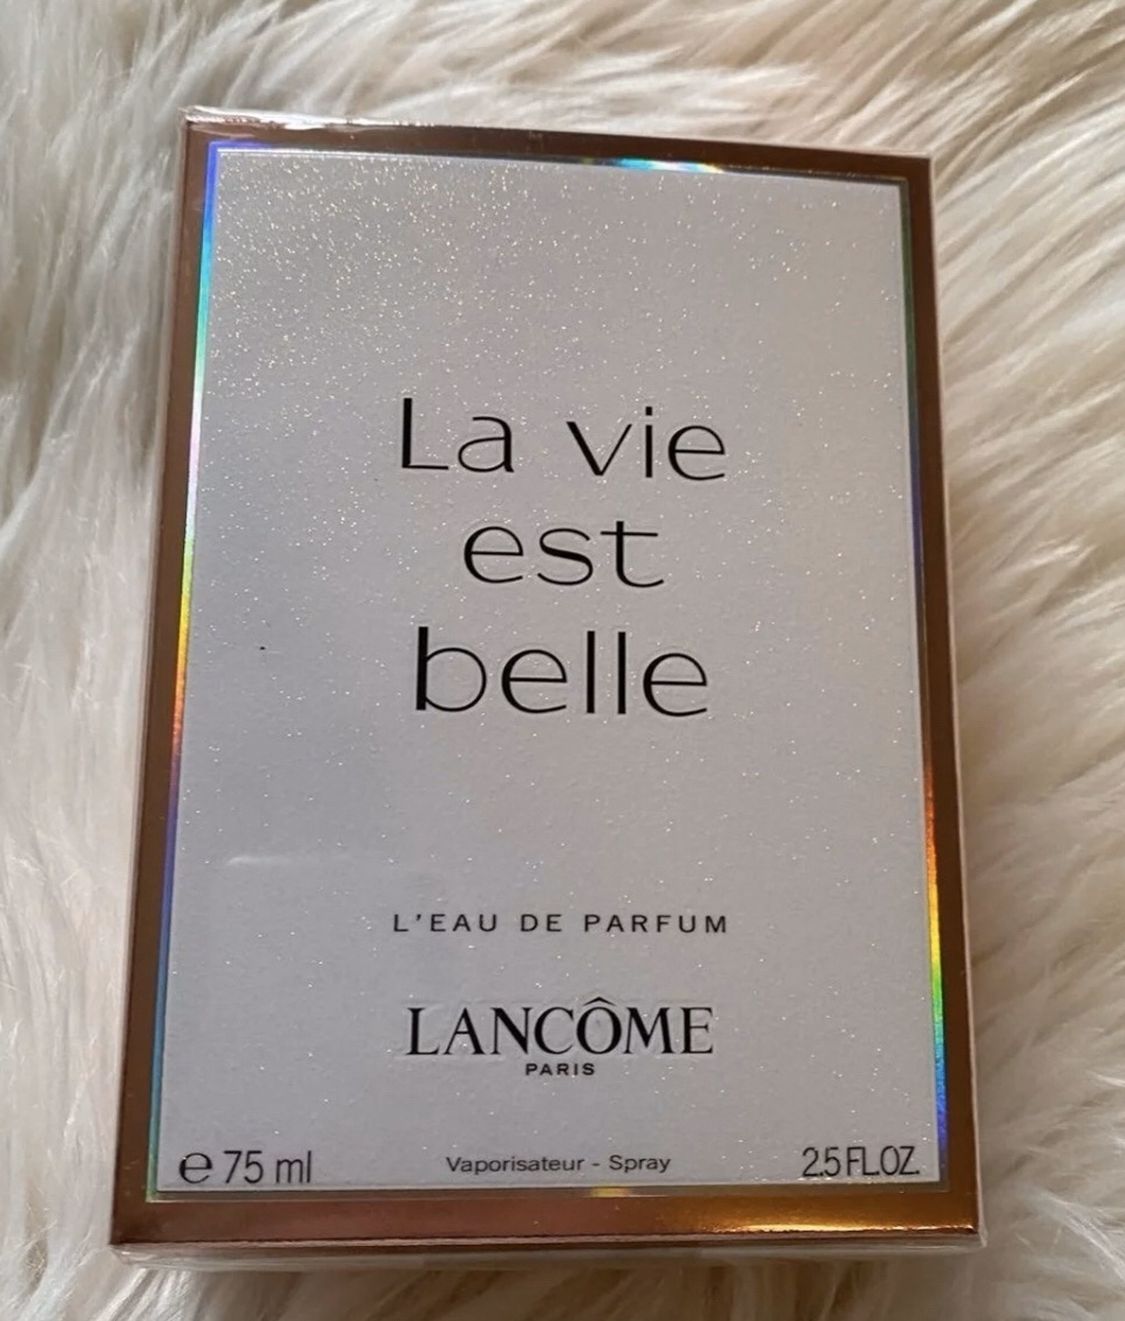 La vie
est
belle
L'EAU DE PARFUM
LANCÔME
PARIS
℮ 75 ml Vaporisateur - Spray 2.5 FL.OZ.